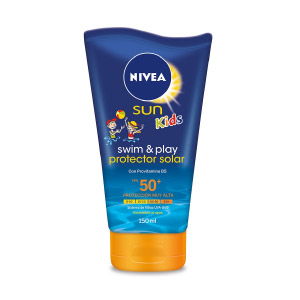 NIVEA
sun
Kids
swim & play
protector solar
Con Provitamina B5
FPS 50+
PROTECCIÓN MUY ALTA
150ml